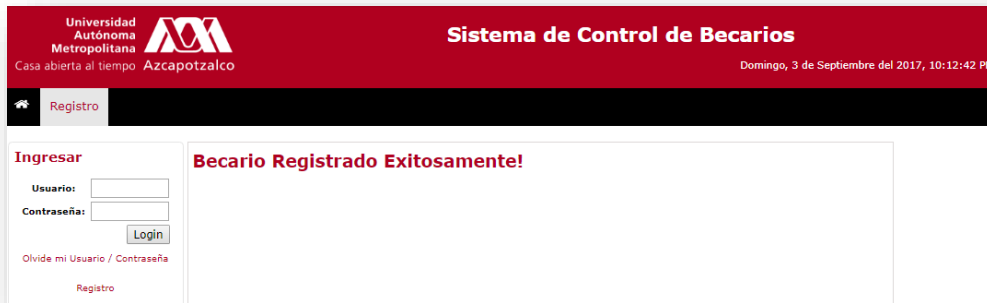 Universidad
Autónoma
Metropolitana
Casa abierta al tiempo Azcapotzalco
Sistema de Control de Becarios
Domingo, 3 de Septiembre del 2017, 10:12:42
Registro
Ingresar
Usuario:
Contraseña:
Login
Olvide mi Usuario / Contraseña
Registro
Becario Registrado Exitosamente!